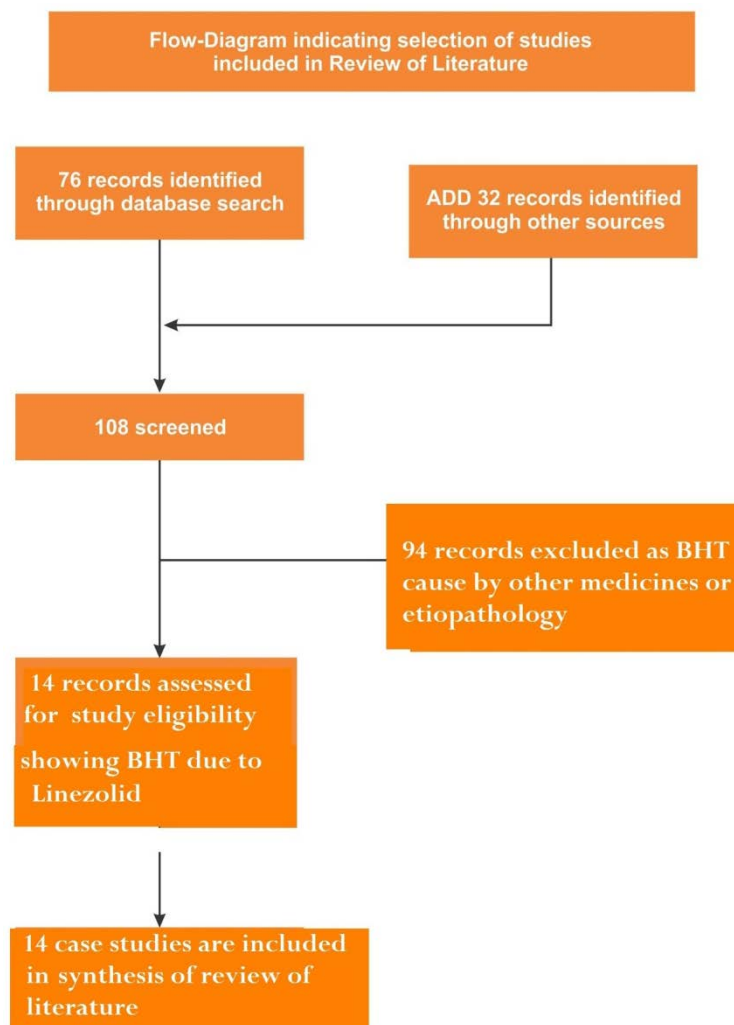 Flow-Diagram indicating selection of studies
included in Review of Literature
76 records identified
through database search
ADD 32 records identified
through other sources
108 screened
94 records excluded as BHT
cause by other medicines or
etiopathology
14 records assessed
for study eligibility
showing BHT due to
Linezolid
14 case studies are included
in synthesis of review of
literature